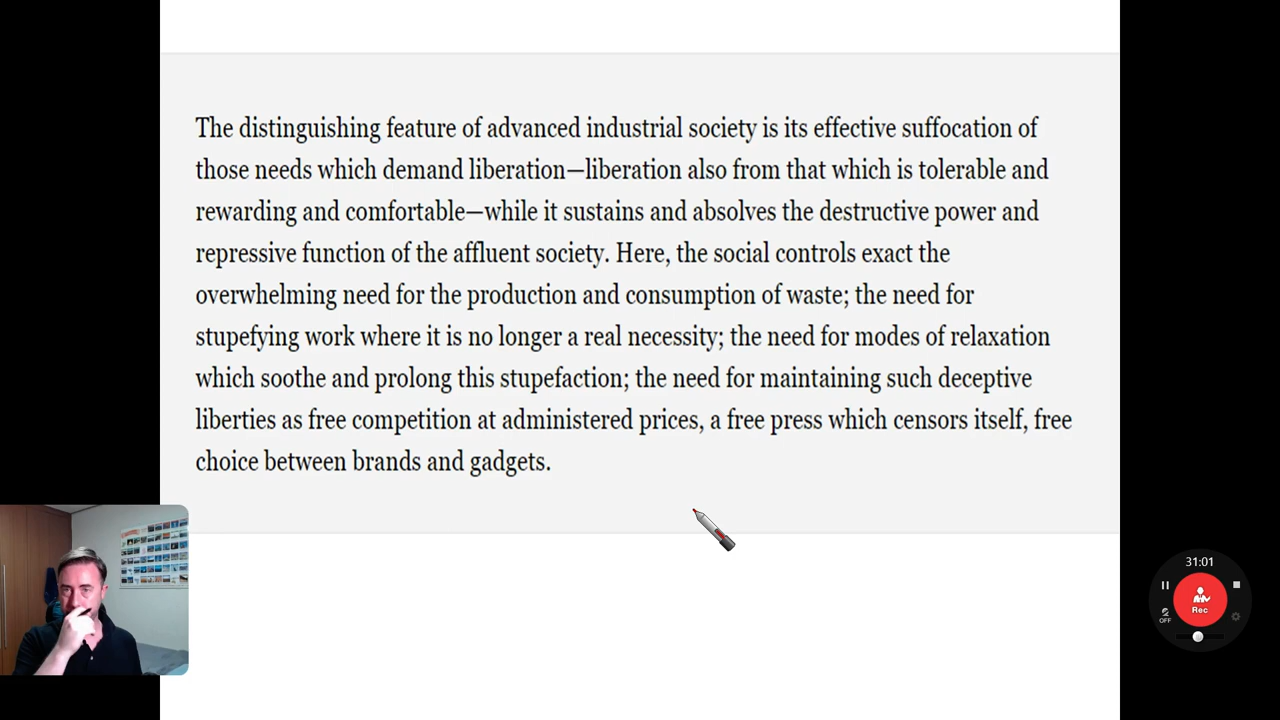 The distinguishing feature of advanced industrial society is its effective suffocation of
those needs which demand liberation—liberation also from that which is tolerable and
rewarding and comfortable—while it sustains and absolves the destructive power and
repressive function of the affluent society. Here, the social controls exact the
overwhelming need for the production and consumption of waste; the need for
stupefying work where it is no longer a real necessity; the need for modes of relaxation
which soothe and prolong this stupefaction; the need for maintaining such deceptive
liberties as free competition at administered prices, a free press which censors itself, free
choice between brands and gadgets.
31:01
Rec
OFF